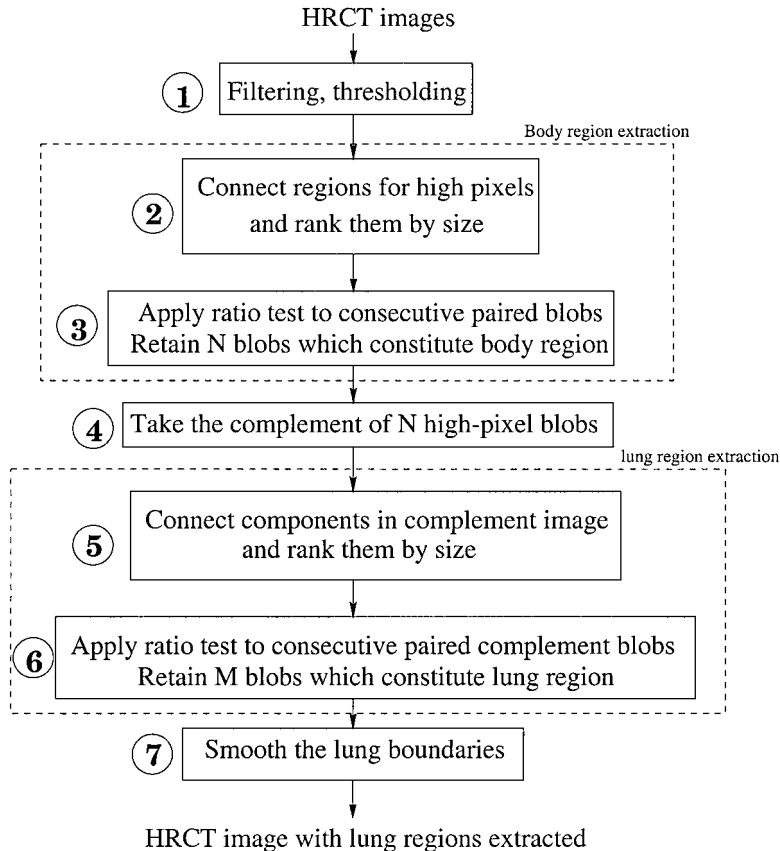 HRCT images
1
Filtering, thresholding
Body region extraction
2
Connect regions for high pixels
and rank them by size
3
Apply ratio test to consecutive paired blobs
Retain N blobs which constitute body region
4
Take the complement of N high-pixel blobs
lung region extraction
5
Connect components in complement image
and rank them by size
6
Apply ratio test to consecutive paired complement blobs
Retain M blobs which constitute lung region
7
Smooth the lung boundaries
HRCT image with lung regions extracted